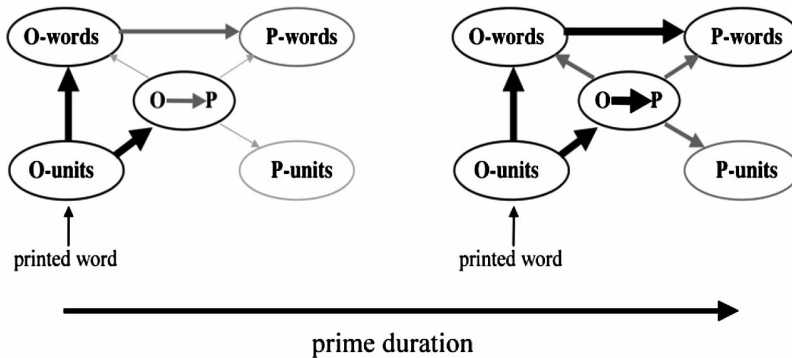 O-words P-words O-words P-words
O P O P
O-units P-units O-units P-units
printed word printed word
prime duration